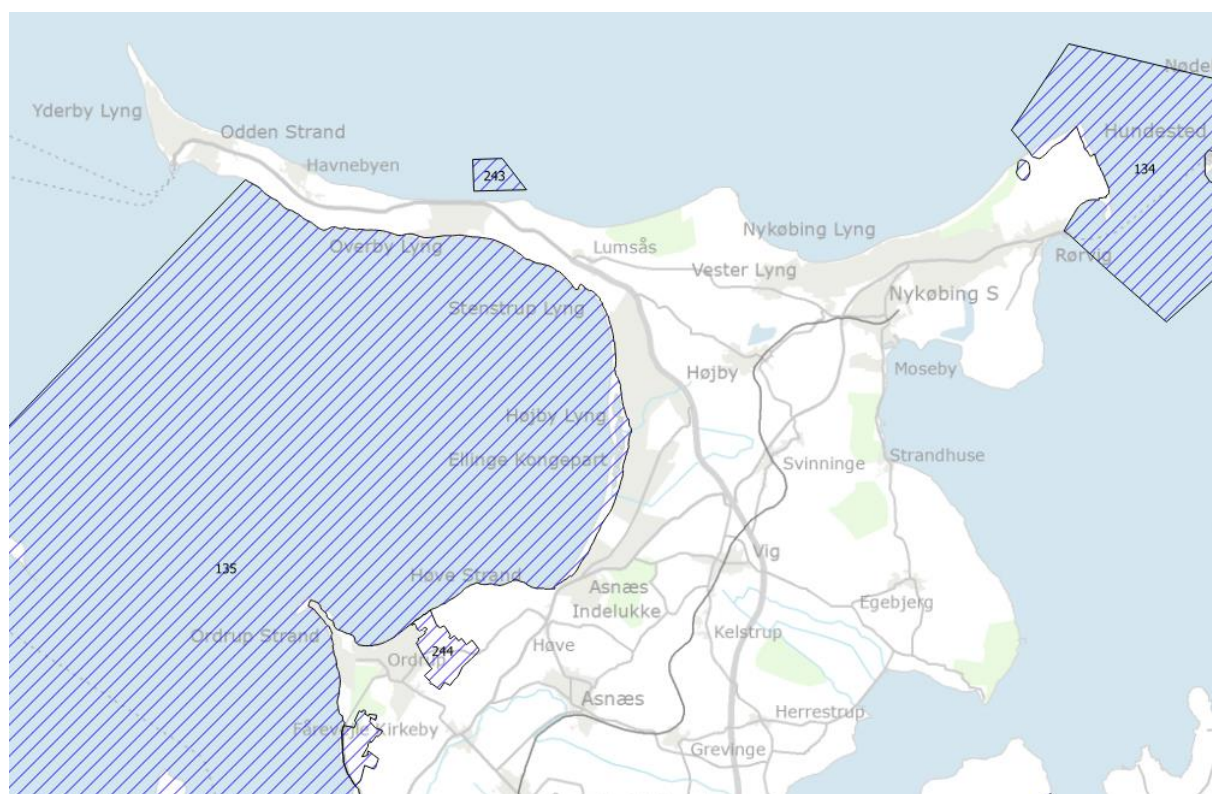 Nødel
Yderby Lyng
Odden Strand
Hundested
Havnebyen
243
134
Nykøbing Lyng
Overby Lyng
Lumsås
Rørvig
Vester Lyng
Nykøbing S
Stenstrup Lyng
Højby
Moseby
Højby Lyng
Ellinge Kongepart
Svinninge
Strandhuse
Vig
135
Høve Strand
Asnæs
Indelukke
Egebjerg
Ordrup Strand
Kelstrup
Høve
244
Ordrup
Asnæs
Herrestrup
Fårevejle Kirkeby
Grevinge